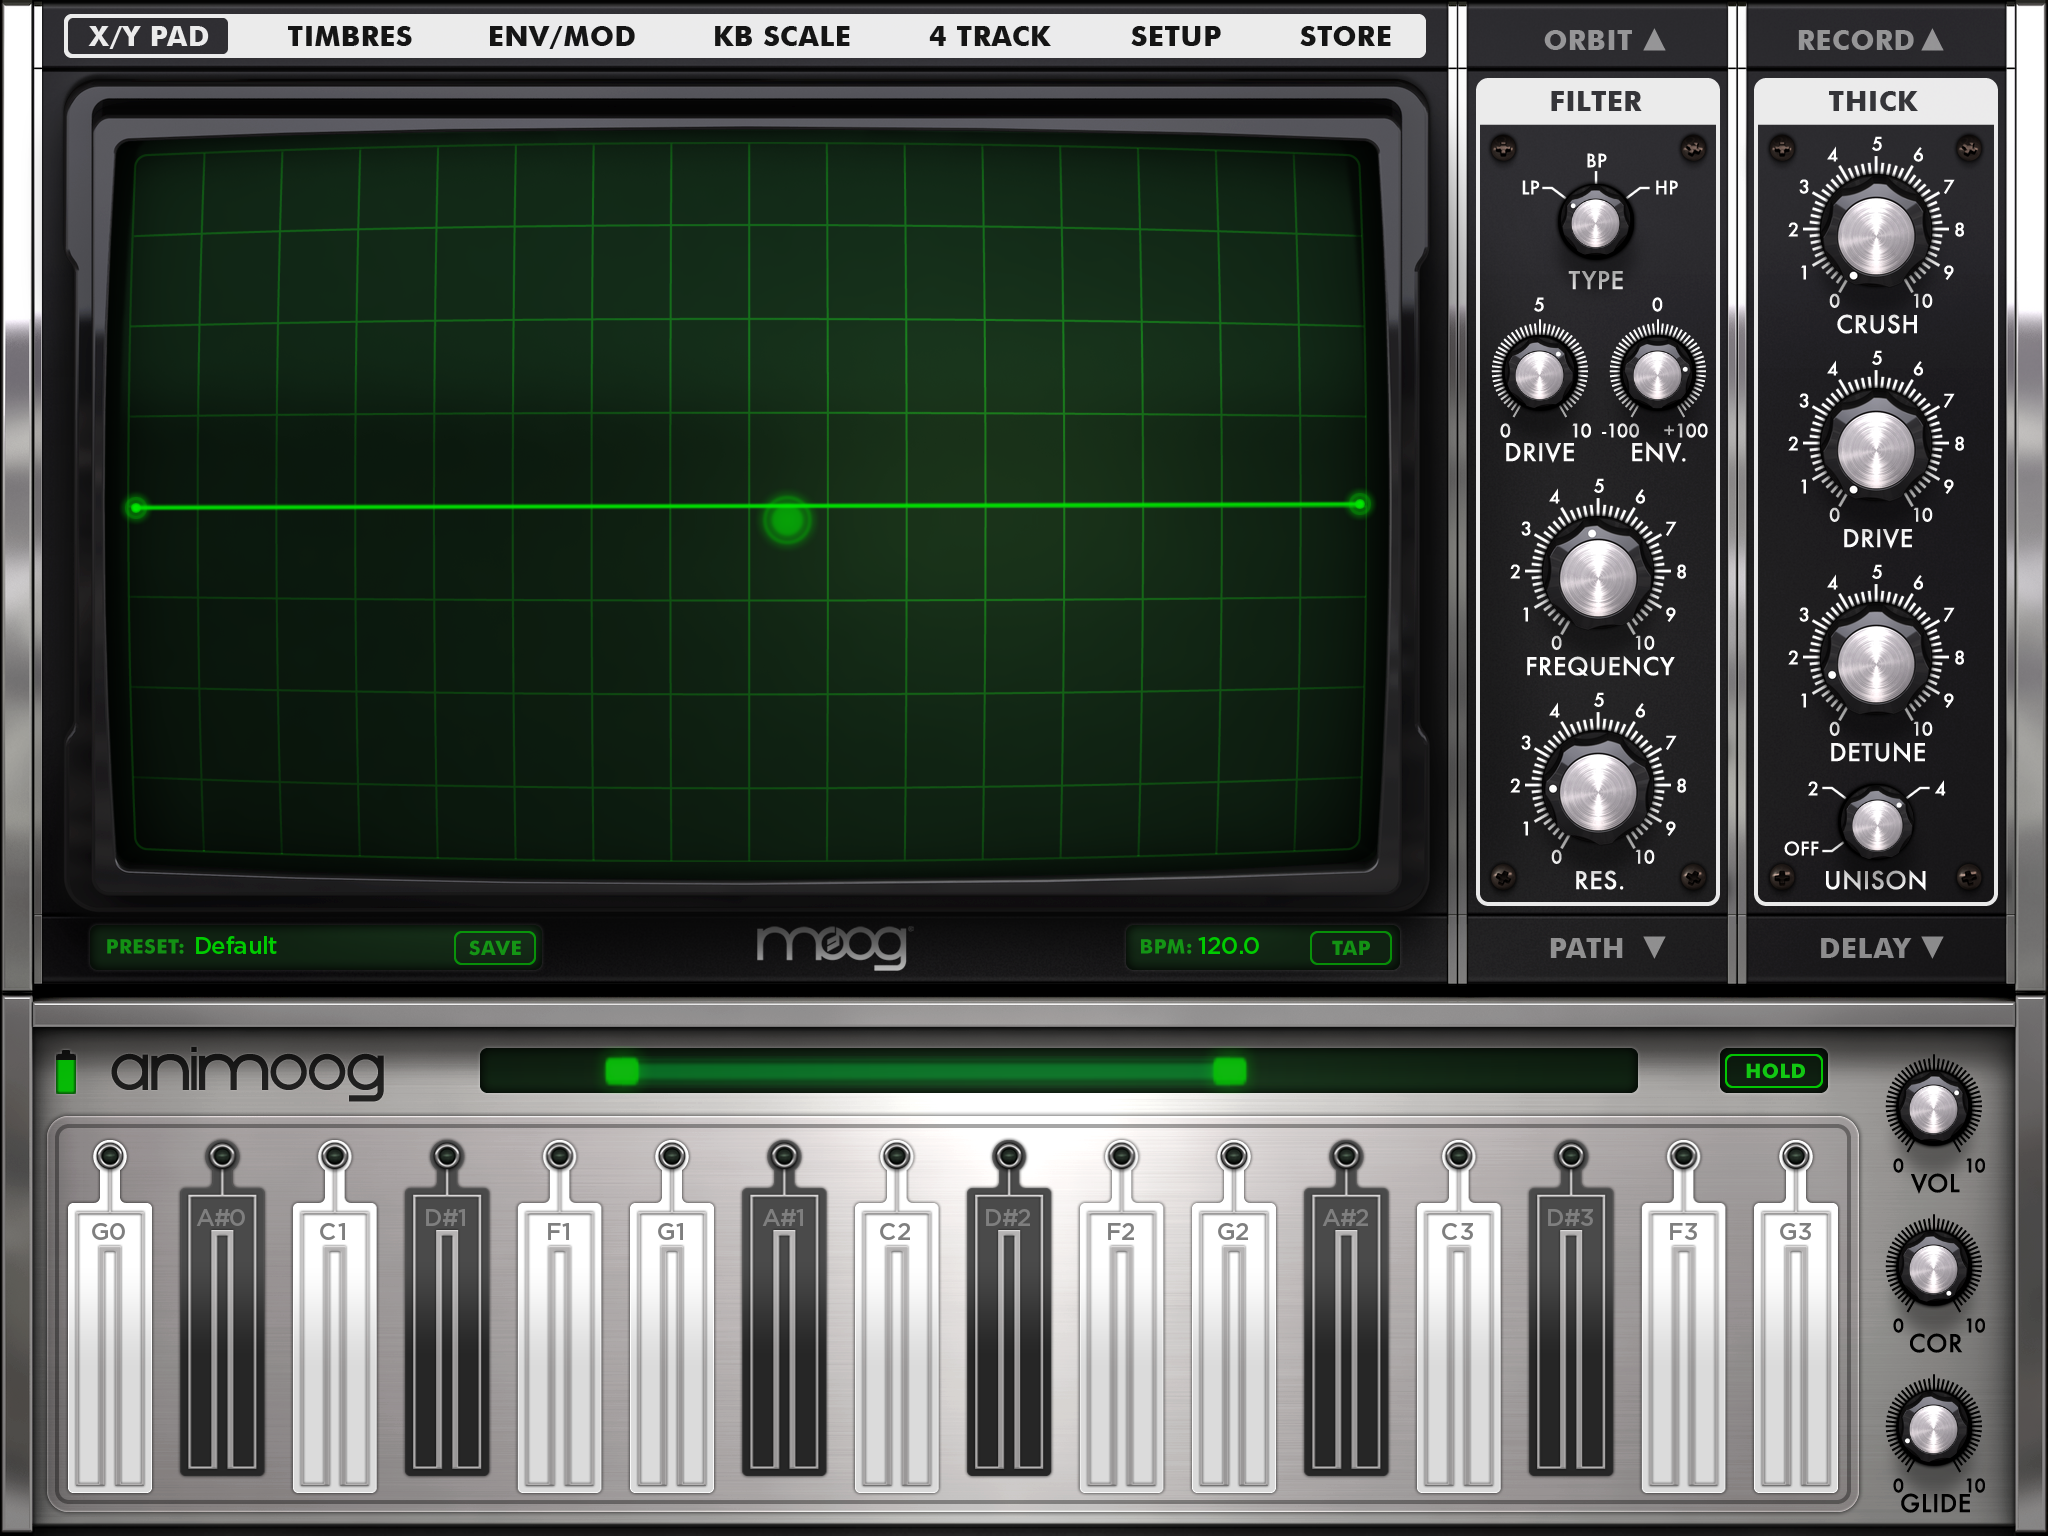 X/Y PAD TIMBRES ENV/MOD KB SCALE 4 TRACK SETUP STORE
ORBIT ▲
RECORD ▲
FILTER
LP BP HP
TYPE
5
0 10
DRIVE
0
-100 +100
ENV.
0 1 2 3 4 5 6 7 8 9 10
FREQUENCY
0 1 2 3 4 5 6 7 8 9 10
RES.
PATH ▼
THICK
0 1 2 3 4 5 6 7 8 9 10
CRUSH
0 1 2 3 4 5 6 7 8 9 10
DRIVE
0 1 2 3 4 5 6 7 8 9 10
DETUNE
OFF 2 4
UNISON
DELAY ▼
PRESET: Default SAVE
moog
BPM: 120.0 TAP
animoog
HOLD
G0 A#0 C1 D#1 F1 G1 A#1 C2 D#2 F2 G2 A#2 C3 D#3 F3 G3
0 10
VOL
0 10
COR
0 10
GLIDE